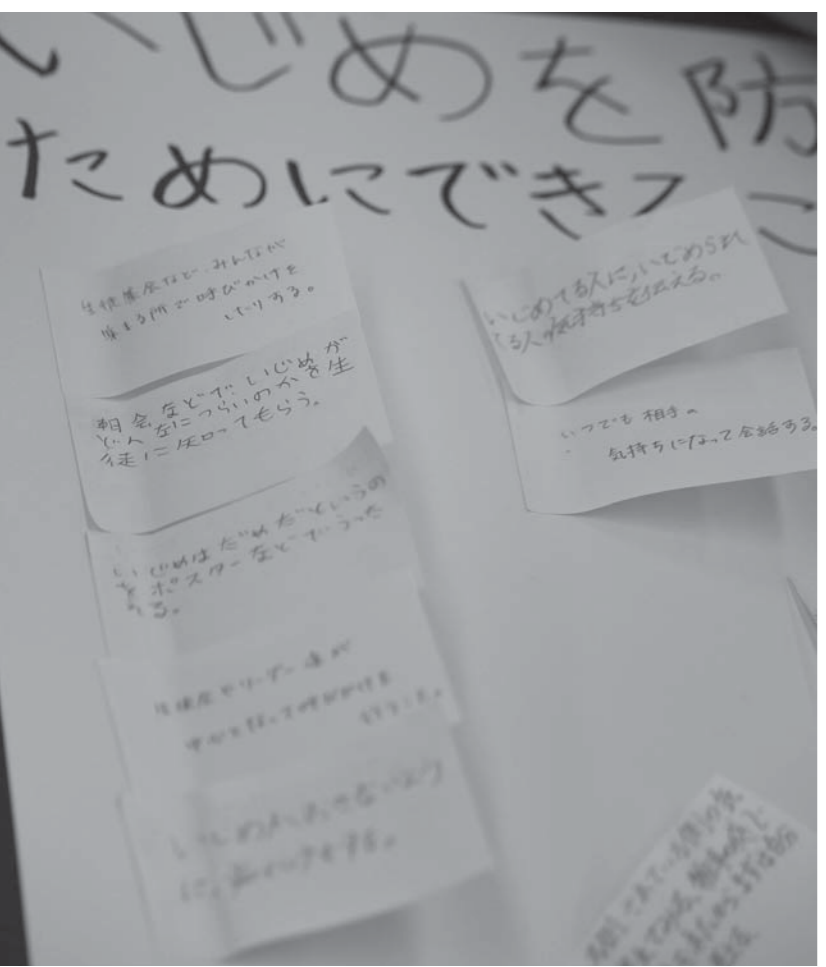 いじめを防
ためにできるこ
生徒集会など、みんなが
集まる所で呼びかけを
したりする。
朝会などで、いじめが
どんなにつらいのかを生
徒に知ってもらう。
いじめはだめだというの
をポスターなどでうった
える。
生徒会やリーダー達が
中心となって呼びかけを
行うこと。
いじめてる人に、いじめられ
てる人の気持ちを伝える。
いつでも相手の
気持ちになって会話する。